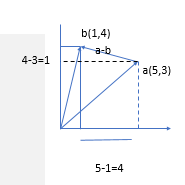 b(1,4)
a-b
4-3=1
a(5,3)
5-1=4